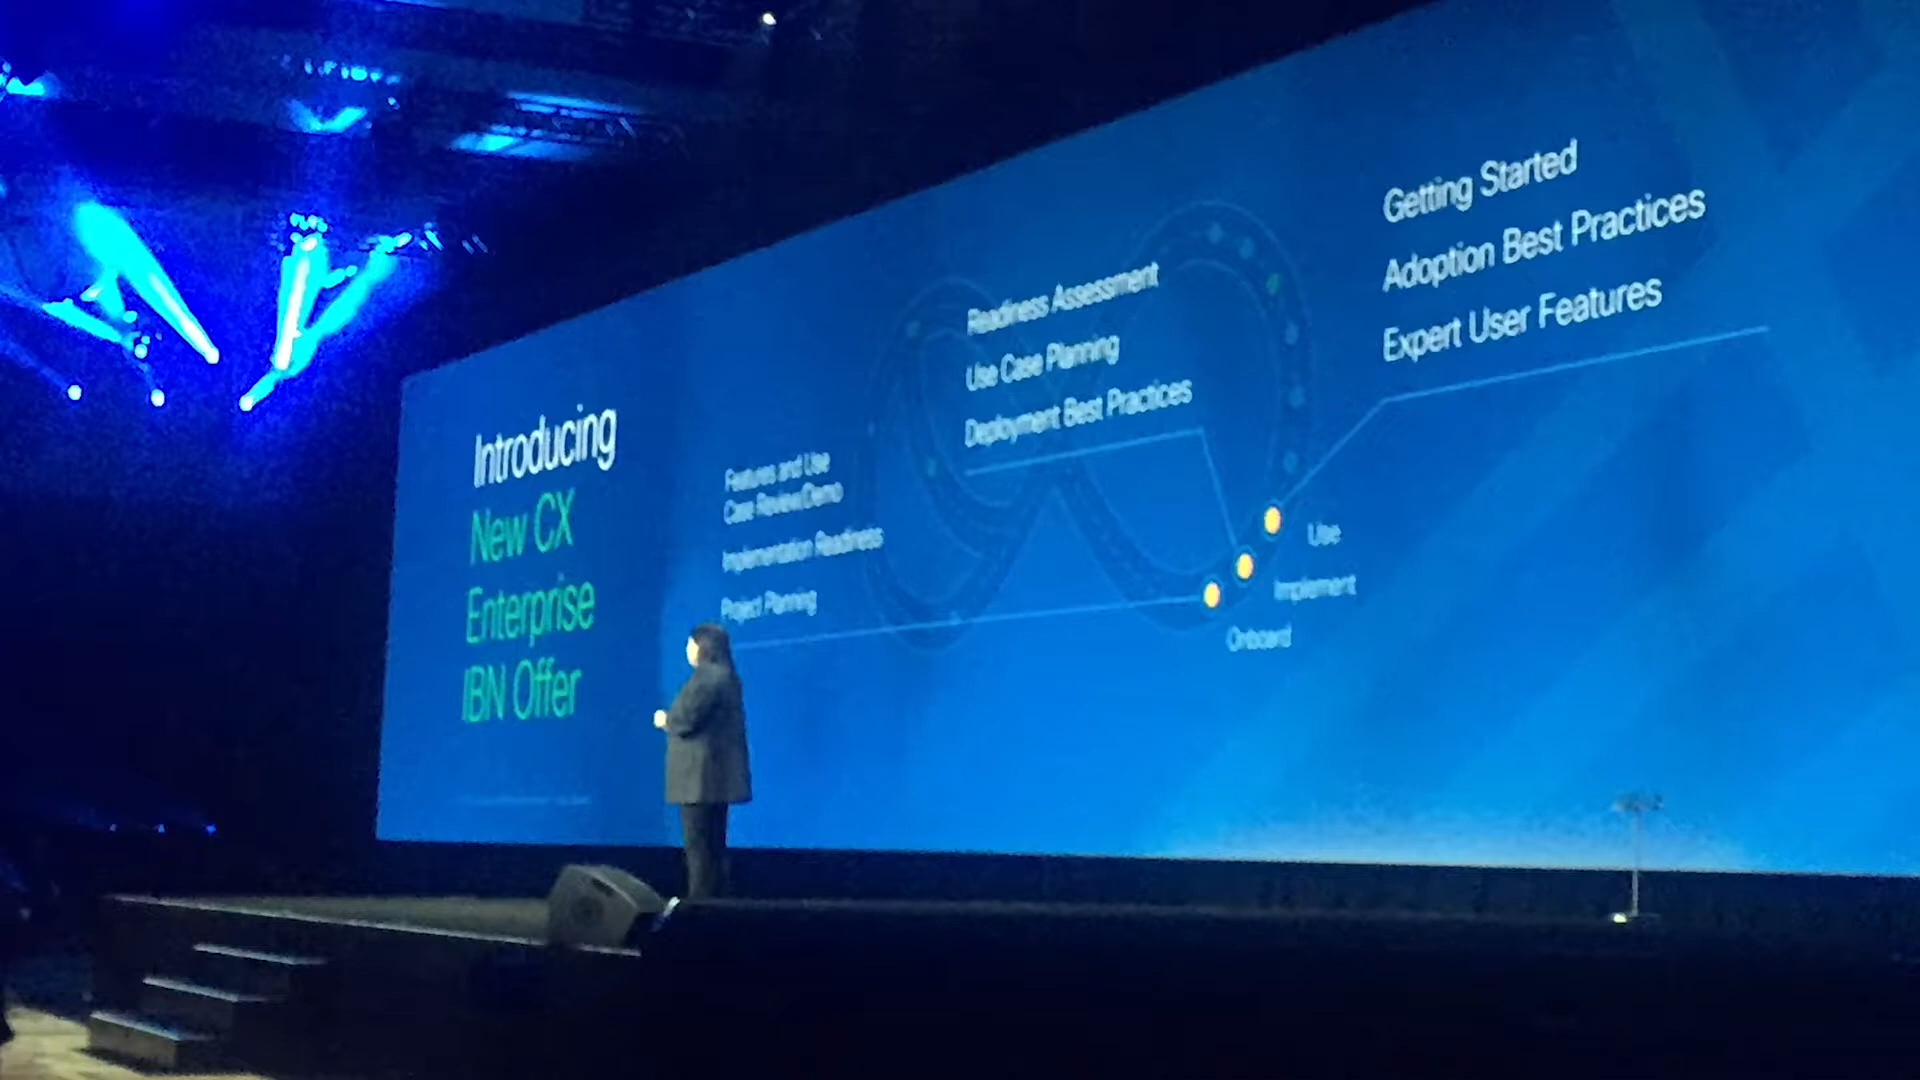 Introducing
New CX
Enterprise
IBN Offer
Features and Use
Case Review/Demo
Implementation Readiness
Project Planning
Readiness Assessment
Use Case Planning
Deployment Best Practices
Getting Started
Adoption Best Practices
Expert User Features
Use
Implement
Onboard